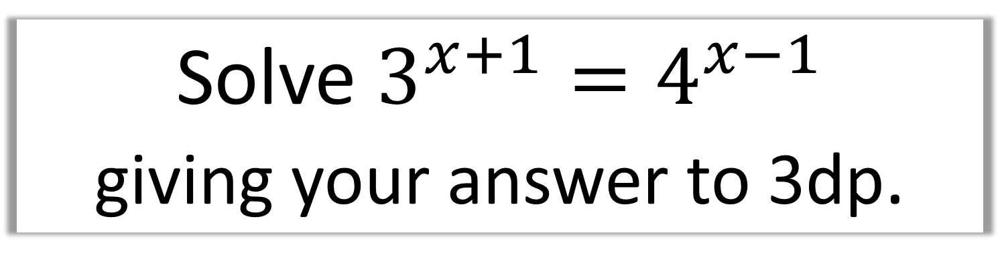 Solve 3^{x+1} = 4^{x−1}
giving your answer to 3dp.